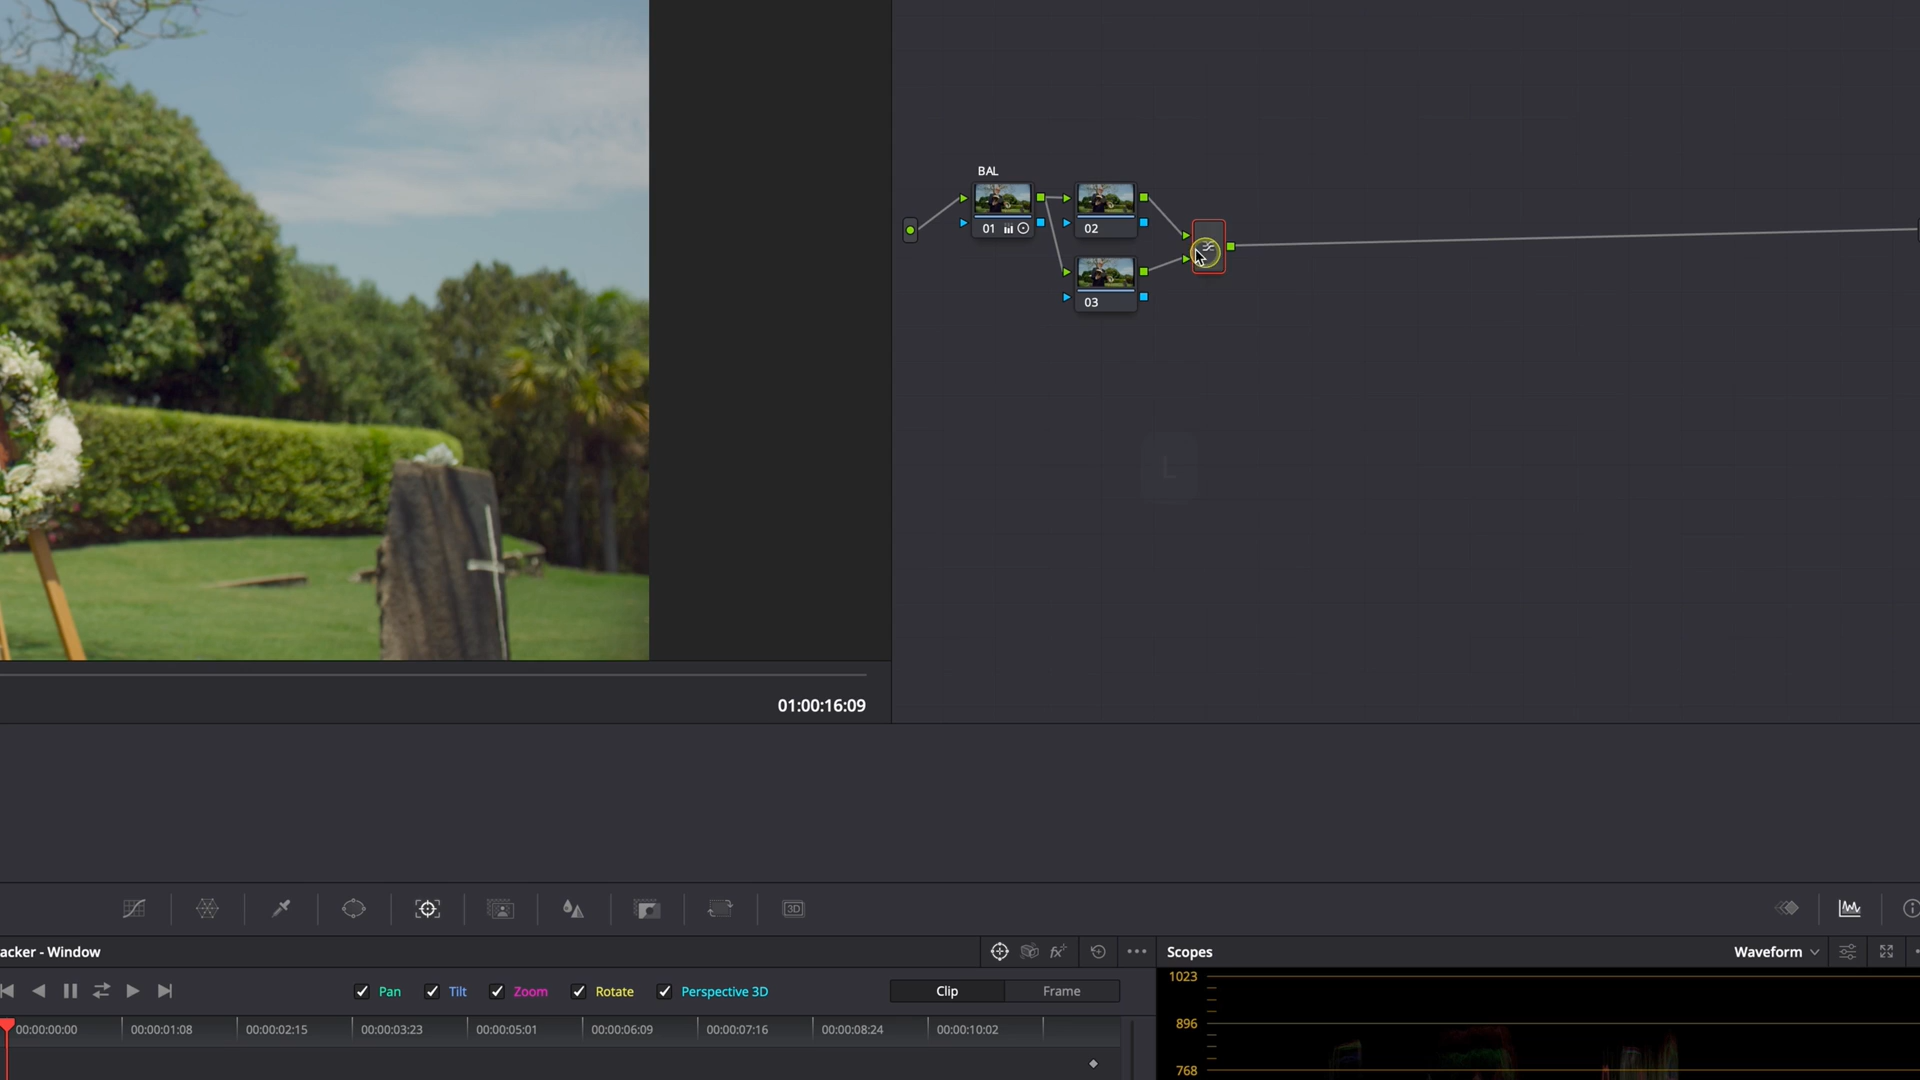 BAL
01
02
03
L
01:00:16:09
3D
acker - Window
Scopes
Waveform
Pan
Tilt
Zoom
Rotate
Perspective 3D
Clip
Frame
00:00:00:00
00:00:01:08
00:00:02:15
00:00:03:23
00:00:05:01
00:00:06:09
00:00:07:16
00:00:08:24
00:00:10:02
1023
896
768